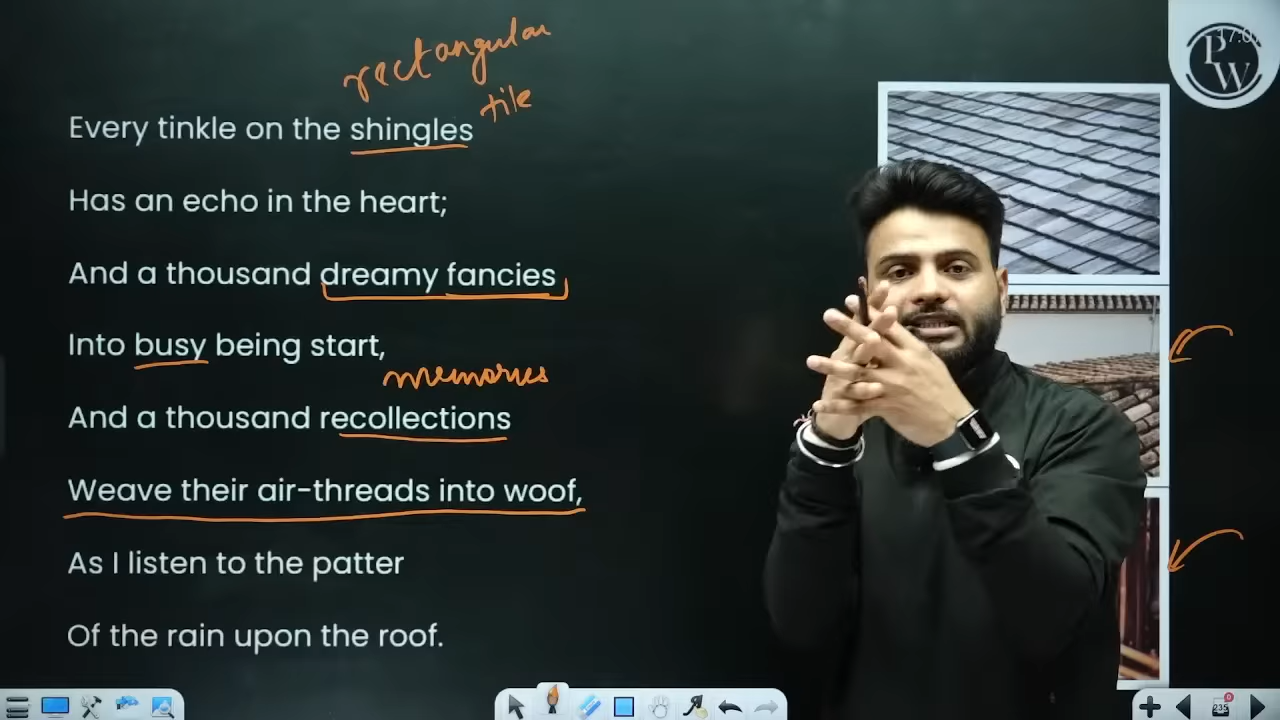 rectangular
tile
Every tinkle on the shingles
Has an echo in the heart;
And a thousand dreamy fancies
Into busy being start,
memories
And a thousand recollections
Weave their air-threads into woof,
As I listen to the patter
Of the rain upon the roof.
PW
235